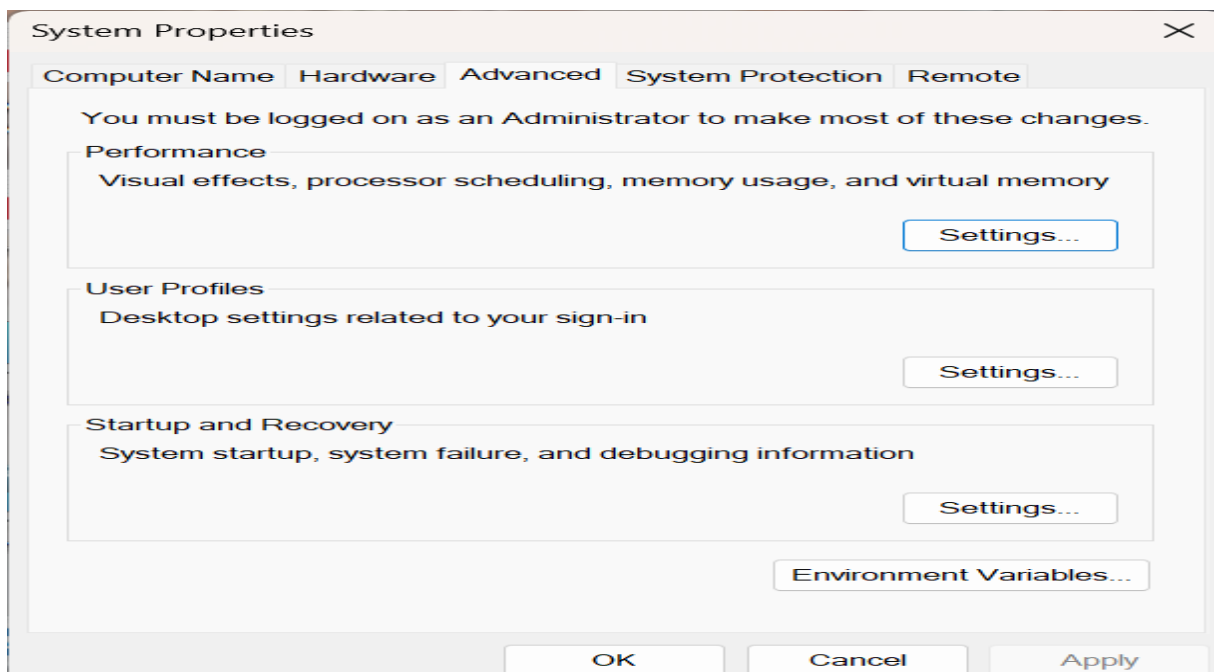 System Properties
Computer Name Hardware Advanced System Protection Remote
You must be logged on as an Administrator to make most of these changes.
Performance
Visual effects, processor scheduling, memory usage, and virtual memory
Settings...
User Profiles
Desktop settings related to your sign-in
Settings...
Startup and Recovery
System startup, system failure, and debugging information
Settings...
Environment Variables...
OK Cancel Apply